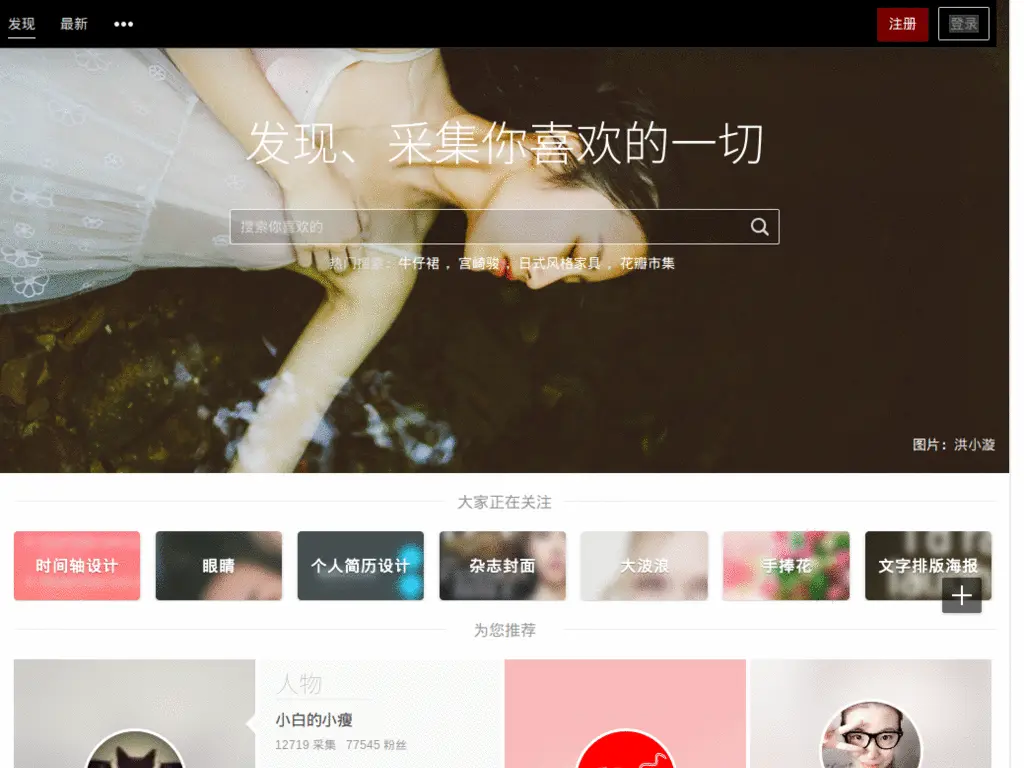 发现 最新 •••
注册 登录
发现、采集你喜欢的一切
搜索你喜欢的
热门搜索：牛仔裙，宫崎骏，日式风格家具，花瓣市集
图片：洪小漩
大家正在关注
时间轴设计 眼睛 个人简历设计 杂志封面 大波浪 手捧花 文字排版海报
为您推荐
人物
小白的小瘦
12719 采集 77545 粉丝